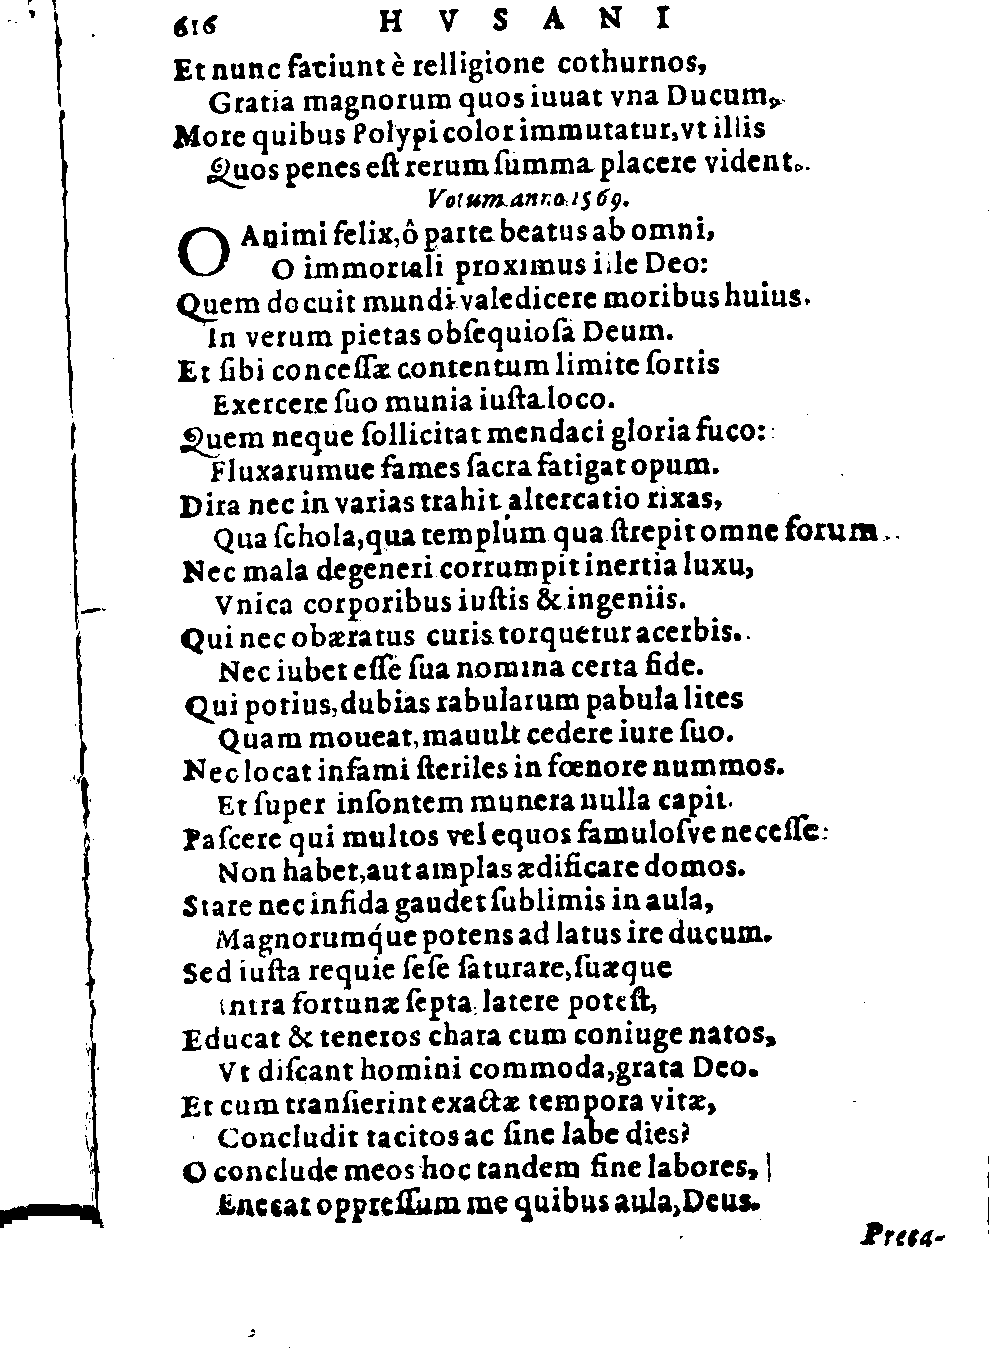 616 HVSANI
Et nunc faciunt è relligione cothurnos,
Gratia magnorum quos iuuat vna Ducum,
More quibus Polypi color immutatur, vt illis
Quos penes eſt rerum ſumma placere vident.
Votum anno 1569.
O Animi felix, ô parte beatus ab omni,
O immortali proximus ille Deo:
Quem docuit mundi valedicere moribus huius,
In verum pietas obſequioſa Deum.
Et ſibi conceſſæ contentum limite ſortis
Exercere ſuo munia iuſta loco.
Quem neque ſollicitat mendaci gloria fuco:
Fluxarumue fames ſacra fatigat opum.
Dira nec in varias trahit altercatio rixas,
Qua ſchola, qua templum qua ſtrepit omne forum.
Nec mala degeneri corrumpit inertia luxu,
Vnica corporibus iuſtis & ingeniis.
Qui nec obæratus curis torquetur acerbis.
Nec iubet eſſe ſua nomina certa fide.
Qui potius, dubias rabularum pabula lites
Quam moueat, mauult cedere iure ſuo.
Nec locat infami ſteriles in fœnore nummos.
Et ſuper inſontem munera nulla capit.
Paſcere qui multos vel equos famuloſve neceſſe:
Non habet, aut amplas ædificare domos.
Stare nec infida gaudet ſublimis in aula,
Magnorumq́ue potens ad latus ire ducum.
Sed iuſta requie ſeſe ſaturare, ſuæque
intra fortunæ ſepta latere poteſt,
Educat & teneros chara cum coniuge natos,
Vt diſcant homini commoda, grata Deo.
Et cum tranſierint exactæ tempora vitæ,
Concludit tacitos ac ſine labe dies?
O conclude meos hoc tandem fine labores,
Enecat oppreſſum me quibus aula, Deus.
Preca-